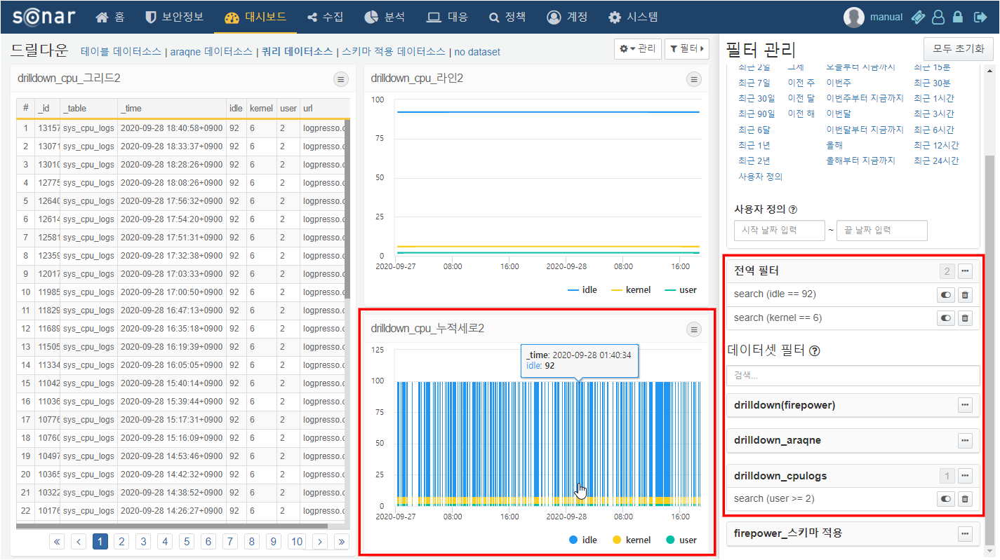 sonar 홈 보안정보 대시보드 수집 분석 대응 정책 계정 시스템 manual
드릴다운 테이블 데이터소스 | araqne 데이터소스 | 쿼리 데이터소스 | 스키마 적용 데이터소스 | no dataset 관리 필터
drilldown_cpu_그리드2
# _id _table _time idle kernel user url
1 13157 sys_cpu_logs 2020-09-28 18:40:58+0900 92 6 2 logpresso.c
2 13071 sys_cpu_logs 2020-09-28 18:33:37+0900 92 6 2 logpresso.c
3 13010 sys_cpu_logs 2020-09-28 18:28:26+0900 92 6 2 logpresso.c
4 12775 sys_cpu_logs 2020-09-28 18:08:26+0900 92 6 2 logpresso.c
5 12640 sys_cpu_logs 2020-09-28 17:56:32+0900 92 6 2 logpresso.c
6 12614 sys_cpu_logs 2020-09-28 17:54:20+0900 92 6 2 logpresso.c
7 12581 sys_cpu_logs 2020-09-28 17:51:31+0900 92 6 2 logpresso.c
8 12359 sys_cpu_logs 2020-09-28 17:32:38+0900 92 6 2 logpresso.c
9 12017 sys_cpu_logs 2020-09-28 17:03:33+0900 92 6 2 logpresso.c
10 11985 sys_cpu_logs 2020-09-28 17:00:50+0900 92 6 2 logpresso.c
11 11829 sys_cpu_logs 2020-09-28 16:47:13+0900 92 6 2 logpresso.c
12 11689 sys_cpu_logs 2020-09-28 16:35:18+0900 92 6 2 logpresso.c
13 11505 sys_cpu_logs 2020-09-28 16:19:39+0900 92 6 2 logpresso.c
14 11334 sys_cpu_logs 2020-09-28 16:05:05+0900 92 6 2 logpresso.c
15 11042 sys_cpu_logs 2020-09-28 15:40:14+0900 92 6 2 logpresso.c
16 11036 sys_cpu_logs 2020-09-28 15:39:44+0900 92 6 2 logpresso.c
17 10776 sys_cpu_logs 2020-09-28 15:17:31+0900 92 6 2 logpresso.c
18 10760 sys_cpu_logs 2020-09-28 15:16:09+0900 92 6 2 logpresso.c
19 10497 sys_cpu_logs 2020-09-28 14:53:46+0900 92 6 2 logpresso.c
20 10365 sys_cpu_logs 2020-09-28 14:42:32+0900 92 6 2 logpresso.c
21 10322 sys_cpu_logs 2020-09-28 14:38:52+0900 92 6 2 logpresso.c
22 10176 sys_cpu_logs 2020-09-28 14:26:27+0900 92 6 2 logpresso.c
« ‹ 1 2 3 4 5 6 7 8 9 10 › »
drilldown_cpu_라인2
100
75
50
25
0
2020-09-27 08:00 16:00 2020-09-28 08:00 16:00
idle kernel user
drilldown_cpu_누적세로2
125
100
75
50
25
0
_time: 2020-09-28 01:40:34
idle: 92
2020-09-27 08:00 16:00 2020-09-28 08:00 16:00
idle kernel user
필터 관리 모두 초기화
최근 2일 그제 오늘부터 지금까지 최근 15분
최근 7일 이전 주 이번주 최근 30분
최근 30일 이전 달 이번주부터 지금까지 최근 1시간
최근 90일 이전 해 이번달 최근 3시간
최근 6달 이번달부터 지금까지 최근 6시간
최근 1년 올해 최근 12시간
최근 2년 올해부터 지금까지 최근 24시간
사용자 정의
사용자 정의 ?
시작 날짜 입력 ~ 끝 날짜 입력
전역 필터 2 ...
search (idle == 92)
search (kernel == 6)
데이터셋 필터 ?
검색...
drilldown(firepower) ...
drilldown_araqne ...
drilldown_cpulogs 1 ...
search (user >= 2)
firepower_스키마 적용 ...